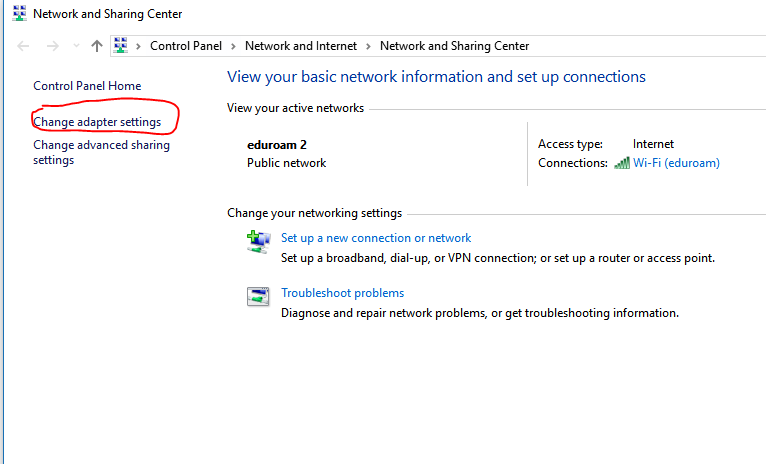 Network and Sharing Center
Control Panel > Network and Internet > Network and Sharing Center
Control Panel Home
Change adapter settings
Change advanced sharing
settings
View your basic network information and set up connections
View your active networks
eduroam 2
Public network
Access type: Internet
Connections: Wi-Fi (eduroam)
Change your networking settings
Set up a new connection or network
Set up a broadband, dial-up, or VPN connection; or set up a router or access point.
Troubleshoot problems
Diagnose and repair network problems, or get troubleshooting information.